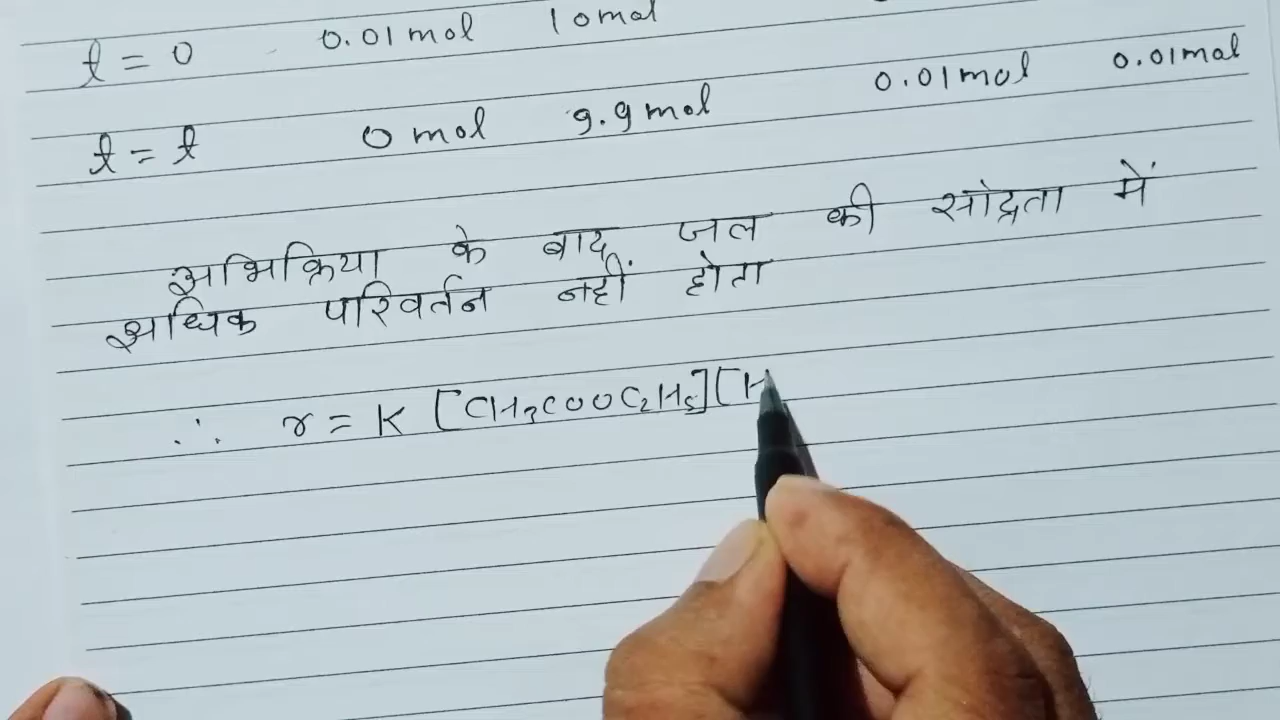 t = 0 0.01 mol 10 mol
t = t 0 mol 9.9 mol 0.01 mol 0.01 mol
अभिक्रिया के बाद जल की सांद्रता में
अधिक परिवर्तन नहीं होता
∴ r = K [CH₃COOC₂H₅][H